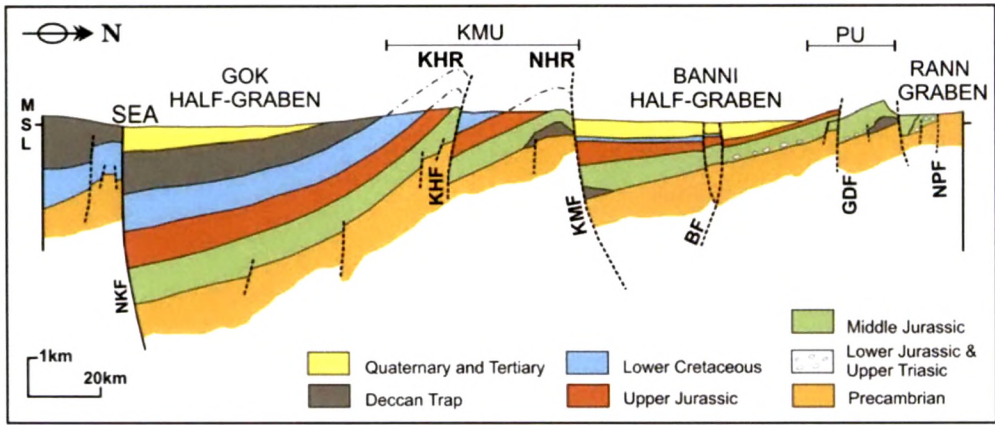 N
KMU
PU
KHR
NHR
GOK
HALF-GRABEN
BANNI
HALF-GRABEN
RANN
GRABEN
M
S
L
SEA
KHF
KMF
BF
GDF
NPF
NKF
1km
20km
Quaternary and Tertiary
Deccan Trap
Lower Cretaceous
Upper Jurassic
Middle Jurassic
Lower Jurassic &
Upper Triasic
Precambrian